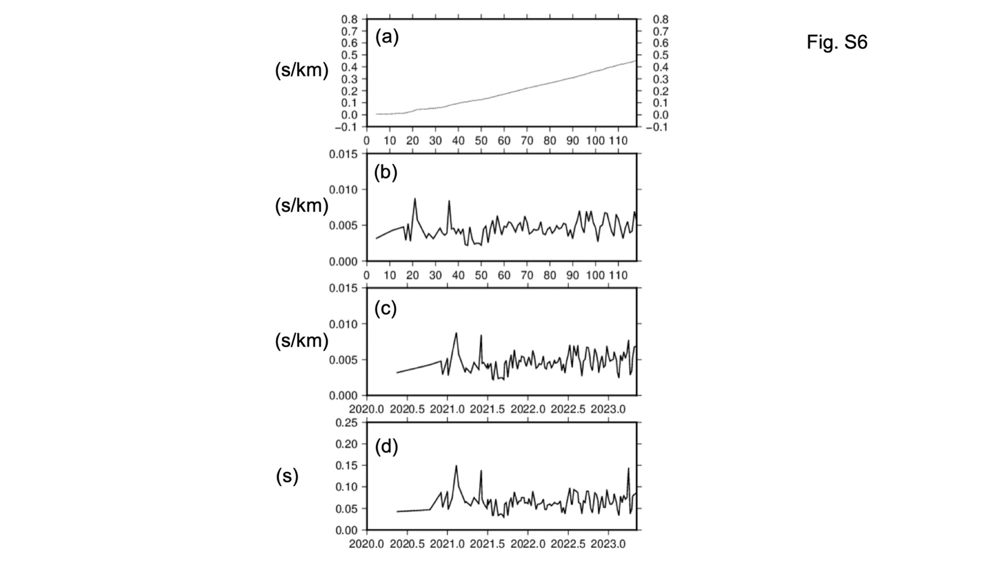 Fig. S6
(a)
(s/km)
0.8 0.8
0.7 0.7
0.6 0.6
0.5 0.5
0.4 0.4
0.3 0.3
0.2 0.2
0.1 0.1
0.0 0.0
−0.1 −0.1
0 10 20 30 40 50 60 70 80 90 100 110
(b)
(s/km)
0.015
0.010
0.005
0.000
0 10 20 30 40 50 60 70 80 90 100 110
(c)
(s/km)
0.015
0.010
0.005
0.000
2020.0 2020.5 2021.0 2021.5 2022.0 2022.5 2023.0
(d)
(s)
0.25
0.20
0.15
0.10
0.05
0.00
2020.0 2020.5 2021.0 2021.5 2022.0 2022.5 2023.0